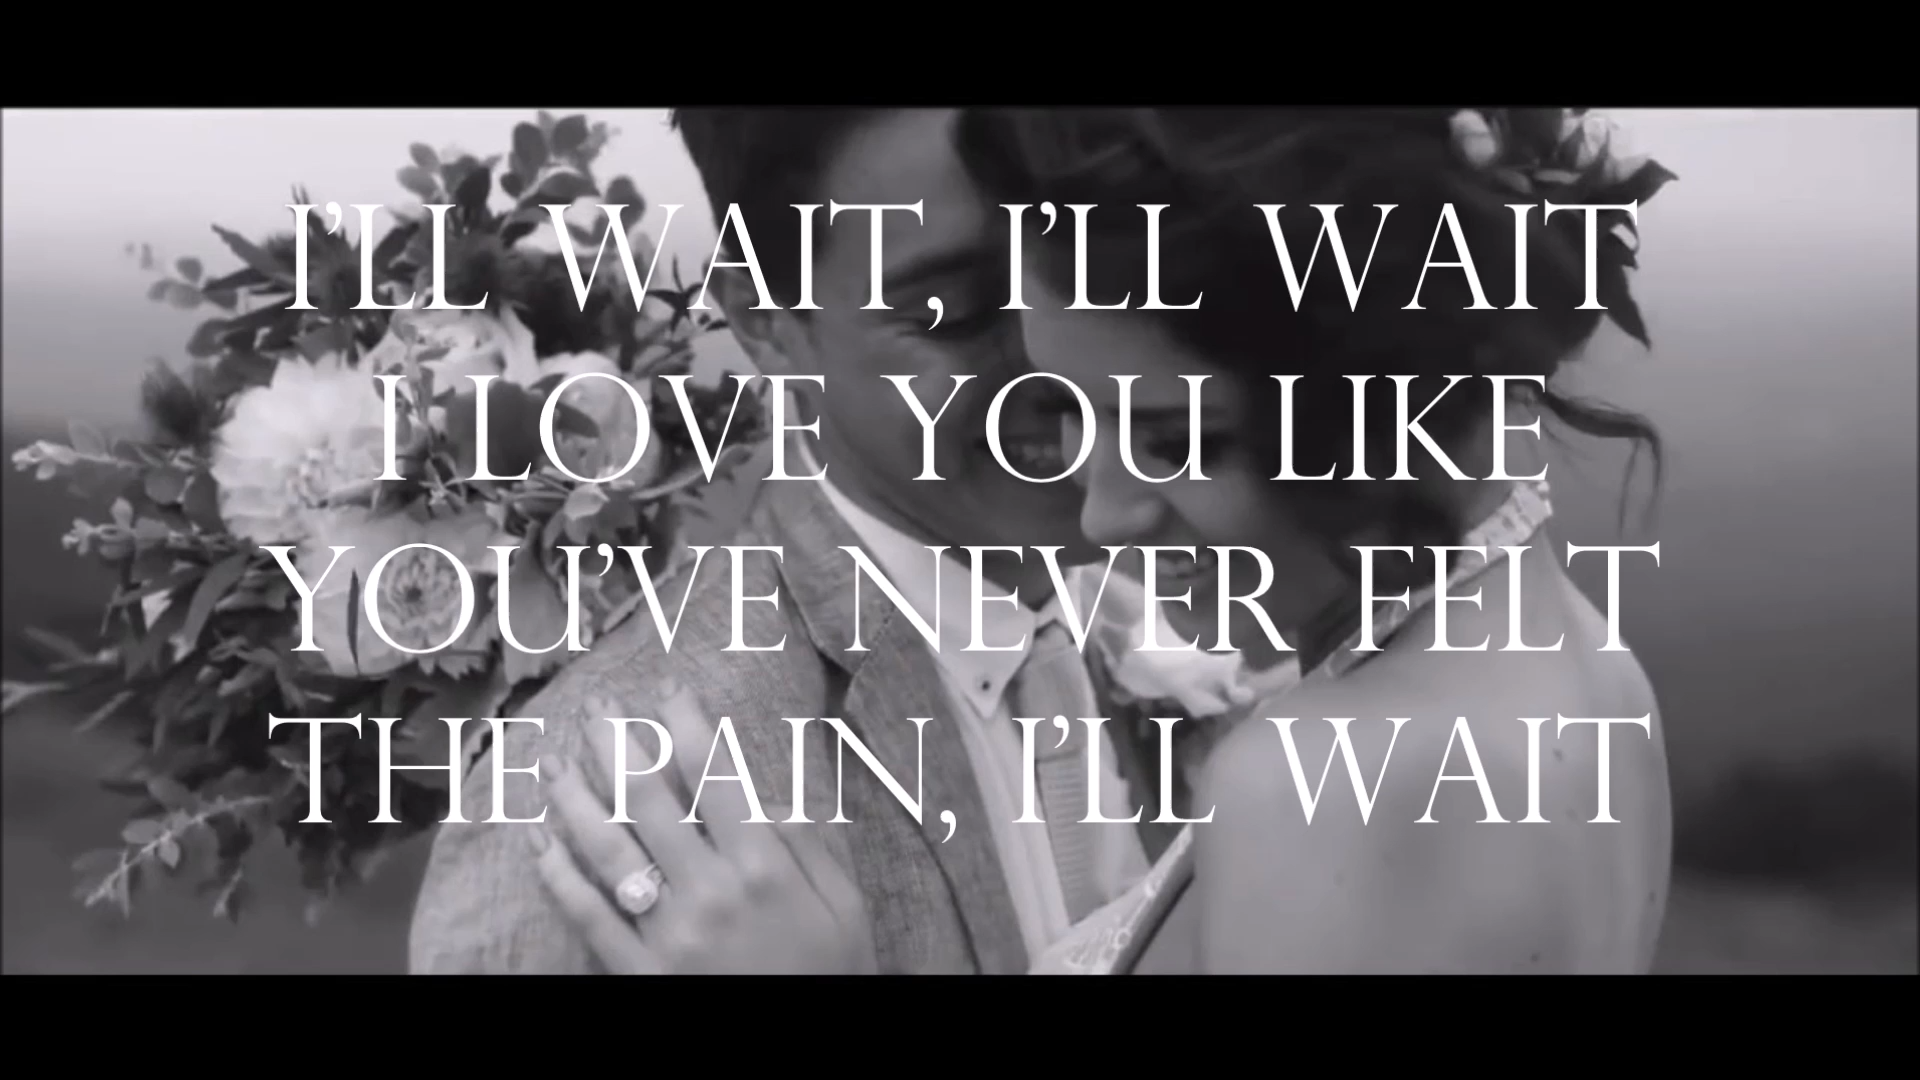 I'LL WAIT, I'LL WAIT
I LOVE YOU LIKE
YOU'VE NEVER FELT
THE PAIN, I'LL WAIT